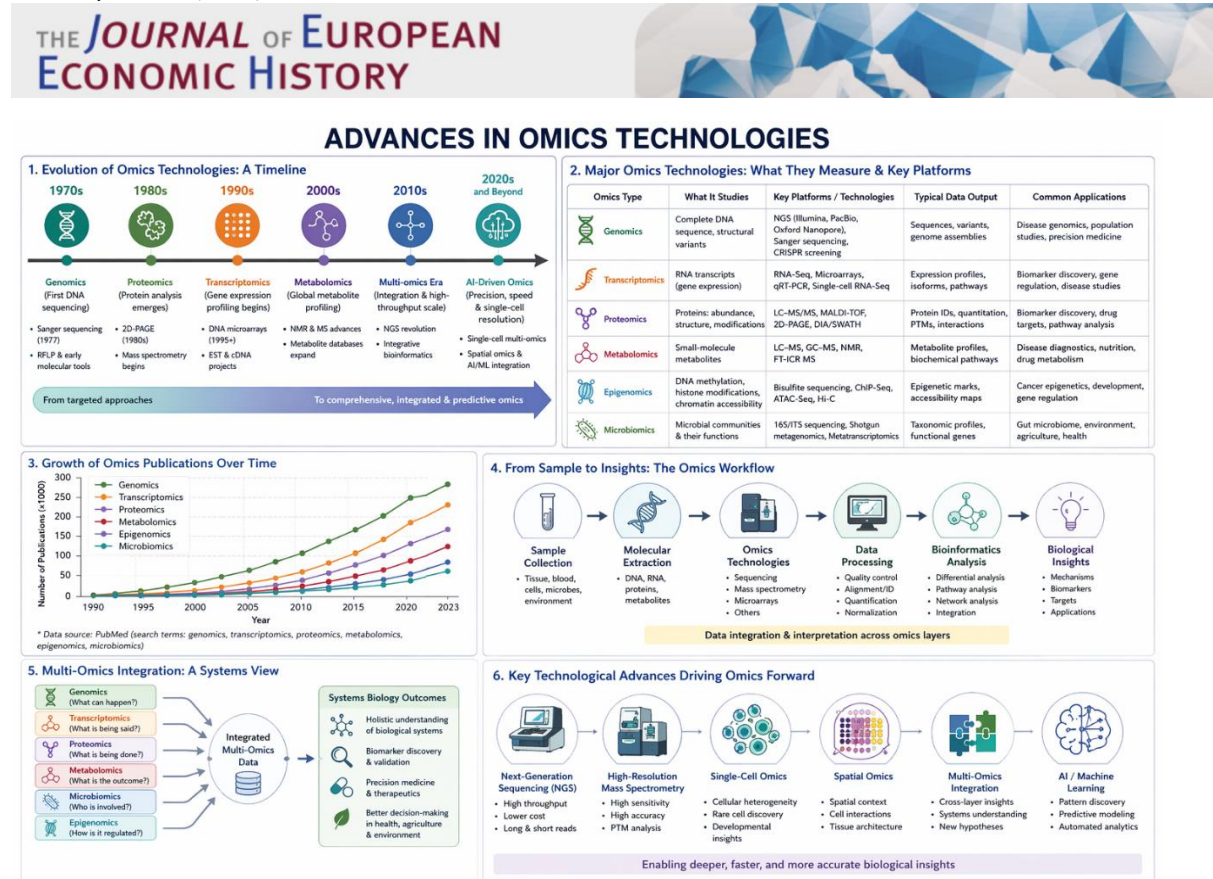 THE JOURNAL OF EUROPEAN
ECONOMIC HISTORY
ADVANCES IN OMICS TECHNOLOGIES
1. Evolution of Omics Technologies: A Timeline
1970s
1980s
1990s
2000s
2010s
2020s
and Beyond
Genomics
(First DNA
sequencing)
• Sanger sequencing
(1977)
• RFLP & early
molecular tools
Proteomics
(Protein analysis
emerges)
• 2D-PAGE
(1980s)
• Mass spectrometry
begins
Transcriptomics
(Gene expression
profiling begins)
• DNA microarrays
(1995+)
• EST & cDNA
projects
Metabolomics
(Global metabolite
profiling)
• NMR & MS advances
• Metabolite databases
expand
Multi-omics Era
(Integration & high-
throughput scale)
• NGS revolution
• Integrative
bioinformatics
AI-Driven Omics
(Precision, speed
& single-cell
resolution)
• Single-cell multi-omics
• Spatial omics &
AI/ML integration
From targeted approaches
To comprehensive, integrated & predictive omics
2. Major Omics Technologies: What They Measure & Key Platforms
Omics Type
What It Studies
Key Platforms / Technologies
Typical Data Output
Common Applications
Genomics
Complete DNA
sequence, structural
variants
NGS (Illumina, PacBio,
Oxford Nanopore),
Sanger sequencing,
CRISPR screening
Sequences, variants,
genome assemblies
Disease genomics, population
studies, precision medicine
Transcriptomics
RNA transcripts
(gene expression)
RNA-Seq, Microarrays,
qRT-PCR, Single-cell RNA-Seq
Expression profiles,
isoforms, pathways
Biomarker discovery, gene
regulation, disease studies
Proteomics
Proteins: abundance,
structure, modifications
LC–MS/MS, MALDI-TOF,
2D-PAGE, DIA/SWATH
Protein IDs, quantitation,
PTMs, interactions
Biomarker discovery, drug
targets, pathway analysis
Metabolomics
Small-molecule
metabolites
LC–MS, GC–MS, NMR,
FT-ICR MS
Metabolite profiles,
biochemical pathways
Disease diagnostics, nutrition,
drug metabolism
Epigenomics
DNA methylation,
histone modifications,
chromatin accessibility
Bisulfite sequencing, ChIP-Seq,
ATAC-Seq, Hi-C
Epigenetic marks,
accessibility maps
Cancer epigenetics, development,
gene regulation
Microbiomics
Microbial communities
& their functions
16S/ITS sequencing, Shotgun
metagenomics, Metatranscriptomics
Taxonomic profiles,
functional genes
Gut microbiome, environment,
agriculture, health
3. Growth of Omics Publications Over Time
Number of Publications (×1000)
300
250
200
150
100
50
0
Genomics
Transcriptomics
Proteomics
Metabolomics
Epigenomics
Microbiomics
1990
1995
2000
2005
2010
2015
2020
2023
Year
* Data source: PubMed (search terms: genomics, transcriptomics, proteomics, metabolomics,
epigenomics, microbiomics)
4. From Sample to Insights: The Omics Workflow
Sample
Collection
• Tissue, blood,
cells, microbes,
environment
Molecular
Extraction
• DNA, RNA,
proteins,
metabolites
Omics
Technologies
• Sequencing
• Mass spectrometry
• Microarrays
• Others
Data
Processing
• Quality control
• Alignment/ID
• Quantification
• Normalization
Bioinformatics
Analysis
• Differential analysis
• Pathway analysis
• Network analysis
• Integration
Biological
Insights
• Mechanisms
• Biomarkers
• Targets
• Applications
Data integration & interpretation across omics layers
5. Multi-Omics Integration: A Systems View
Genomics
(What can happen?)
Transcriptomics
(What is being said?)
Proteomics
(What is being done?)
Metabolomics
(What is the outcome?)
Microbiomics
(Who is involved?)
Epigenomics
(How is it regulated?)
Integrated
Multi-Omics
Data
Systems Biology Outcomes
Holistic understanding
of biological systems
Biomarker discovery
& validation
Precision medicine
& therapeutics
Better decision-making
in health, agriculture
& environment
6. Key Technological Advances Driving Omics Forward
Next-Generation
Sequencing (NGS)
• High throughput
• Lower cost
• Long & short reads
High-Resolution
Mass Spectrometry
• High sensitivity
• High accuracy
• PTM analysis
Single-Cell Omics
• Cellular heterogeneity
• Rare cell discovery
• Developmental
insights
Spatial Omics
• Spatial context
• Cell interactions
• Tissue architecture
Multi-Omics
Integration
• Cross-layer insights
• Systems understanding
• New hypotheses
AI / Machine
Learning
• Pattern discovery
• Predictive modeling
• Automated analytics
Enabling deeper, faster, and more accurate biological insights